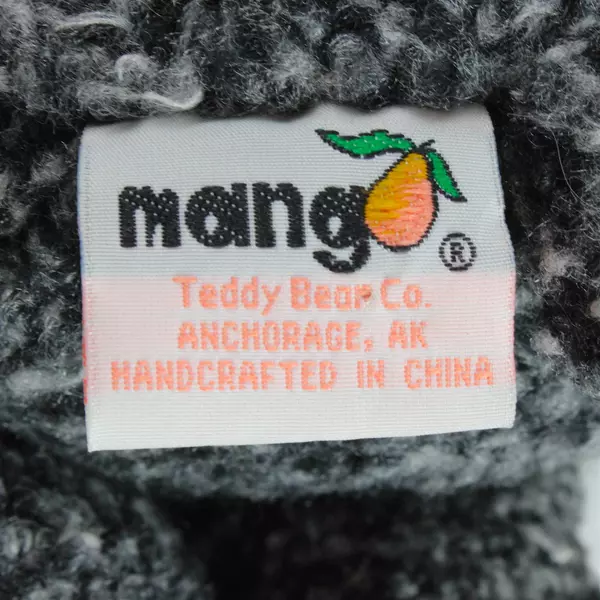 mango ®
Teddy Bear Co.
ANCHORAGE, AK
HANDCRAFTED IN CHINA